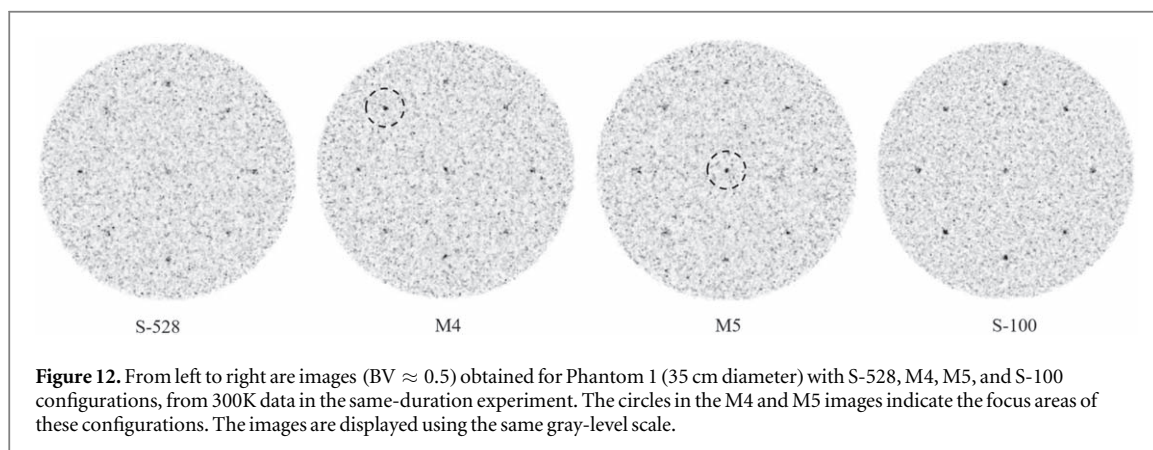 S-528
M4
M5
S-100
Figure 12. From left to right are images (BV ≈ 0.5) obtained for Phantom 1 (35 cm diameter) with S-528, M4, M5, and S-100
configurations, from 300K data in the same-duration experiment. The circles in the M4 and M5 images indicate the focus areas of
these configurations. The images are displayed using the same gray-level scale.